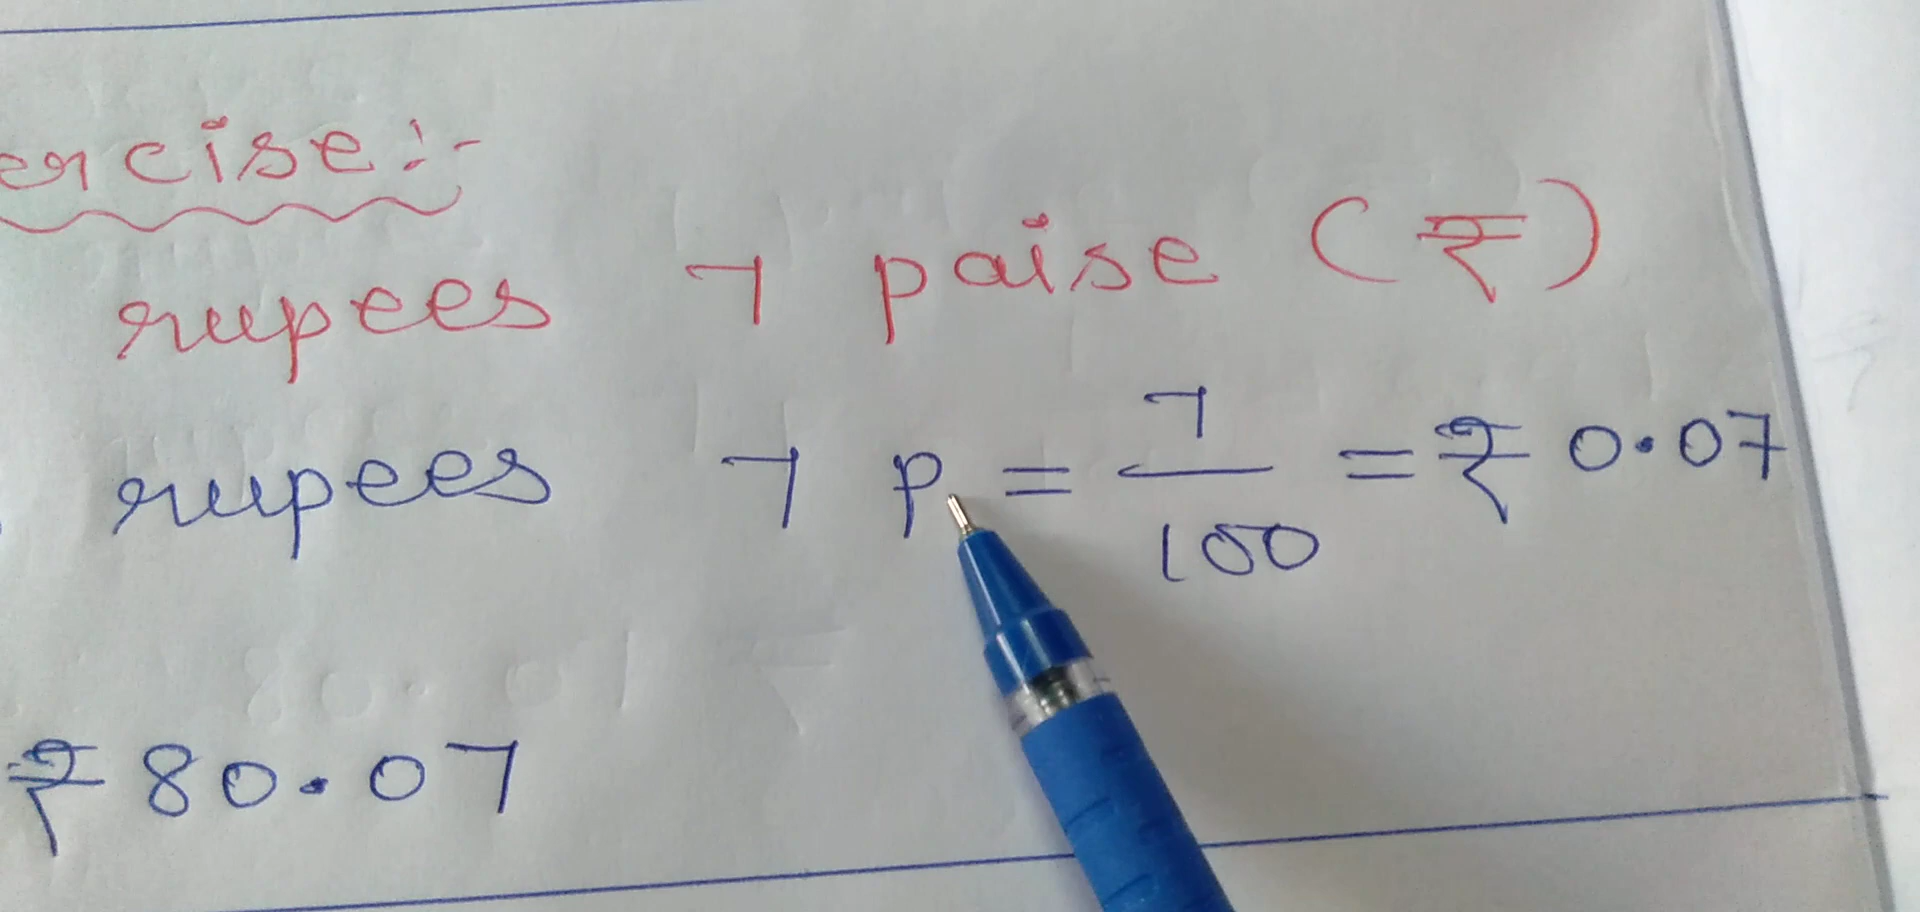 ercise:-
rupees 7 paise (₹)
rupees 7 p = 7/100 = ₹ 0.07
₹ 80.07